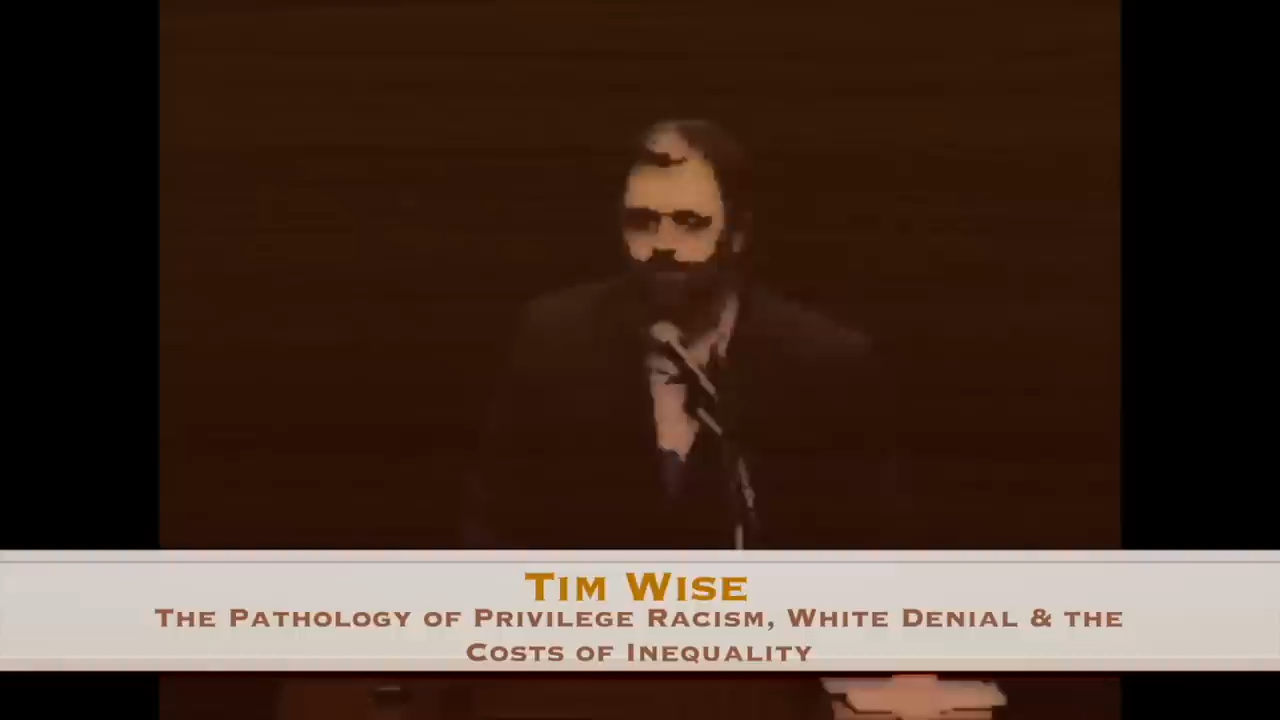 Tim Wise
The Pathology of Privilege Racism, White Denial & the
Costs of Inequality